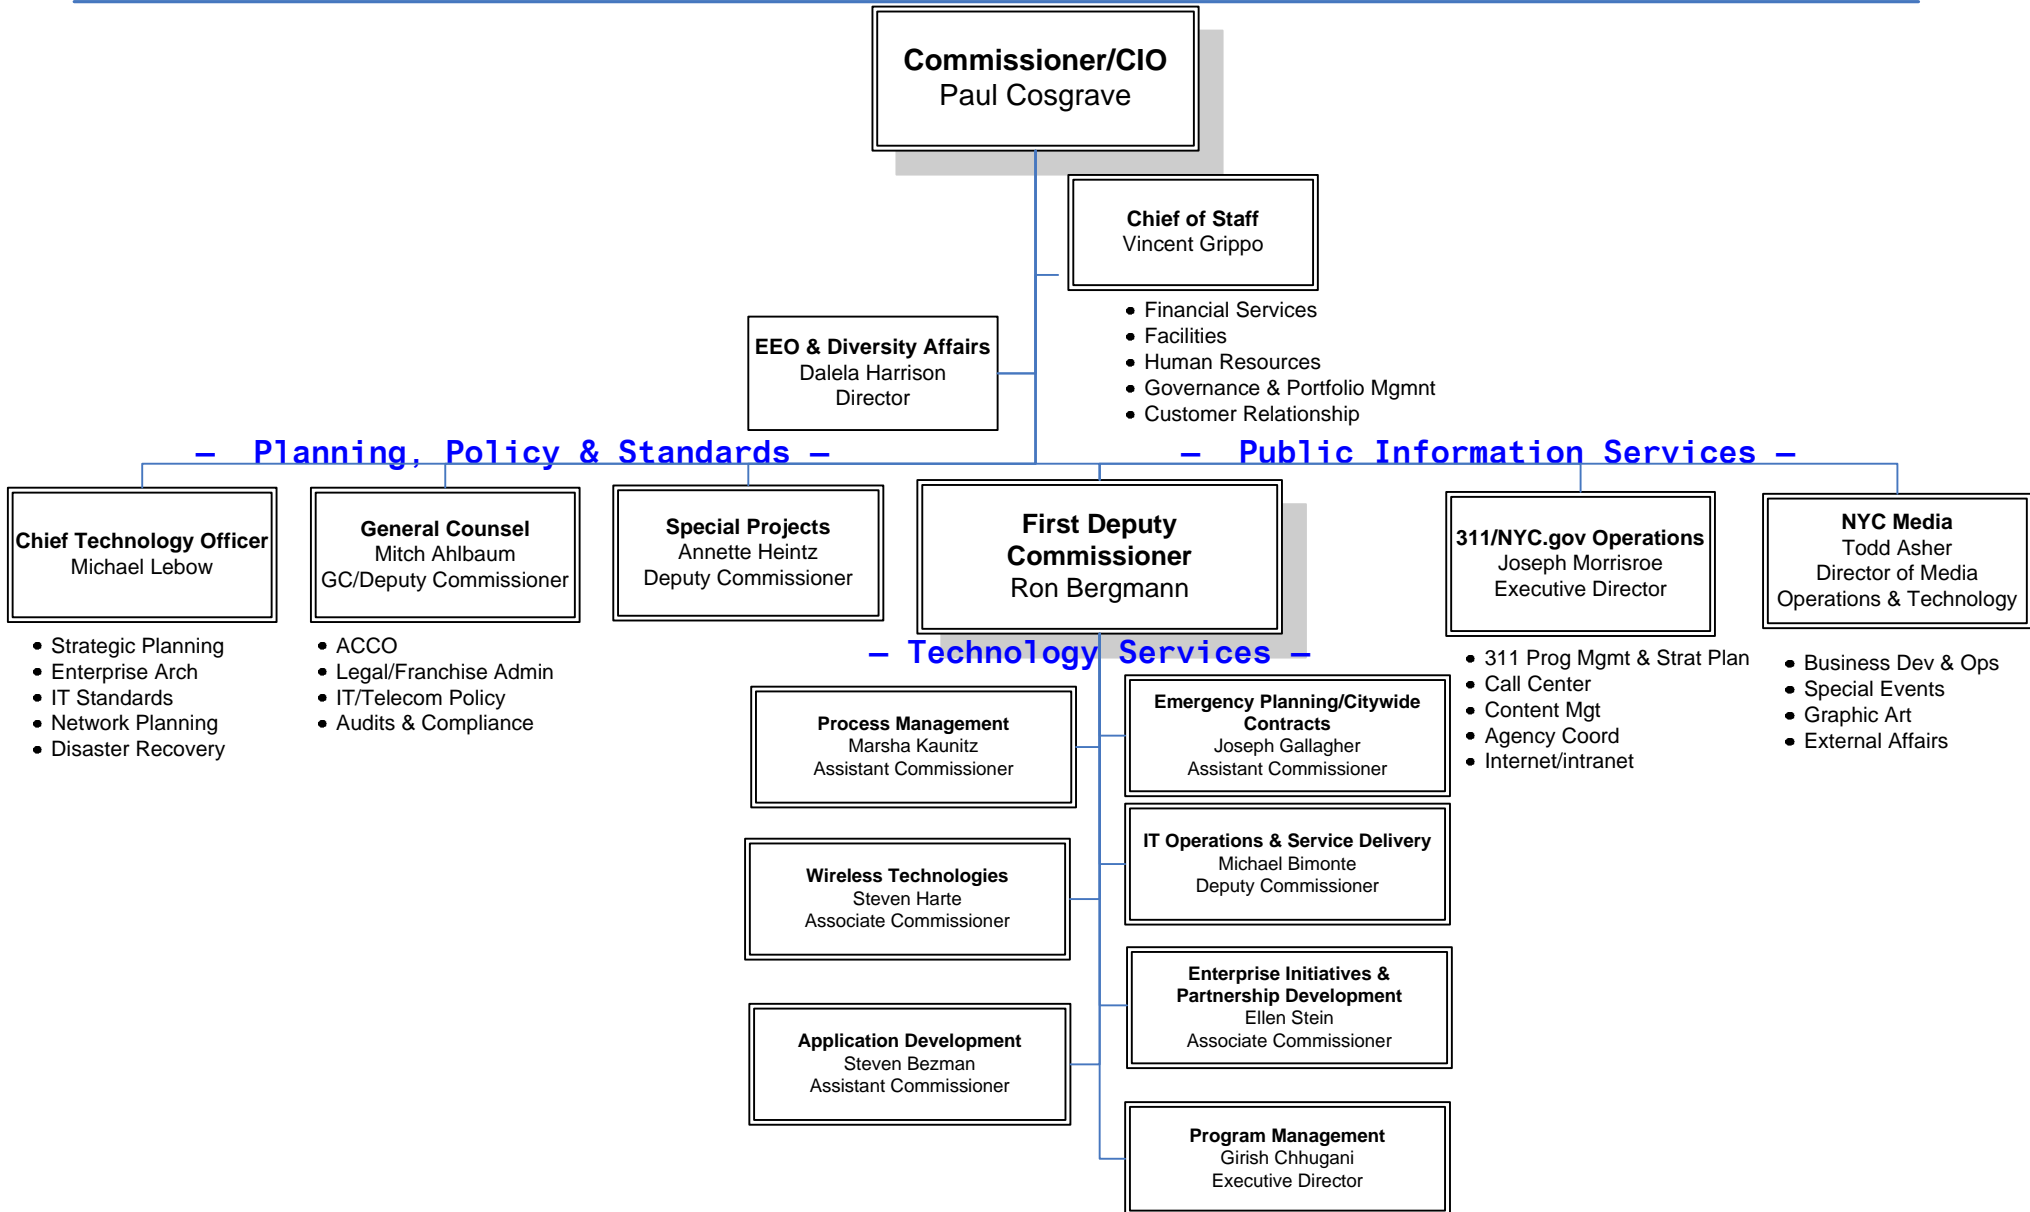 Commissioner/CIO
Paul Cosgrave
Chief of Staff
Vincent Grippo
• Financial Services
• Facilities
• Human Resources
• Governance & Portfolio Mgmnt
• Customer Relationship
EEO & Diversity Affairs
Dalela Harrison
Director
– Planning, Policy & Standards –
– Public Information Services –
Chief Technology Officer
Michael Lebow
• Strategic Planning
• Enterprise Arch
• IT Standards
• Network Planning
• Disaster Recovery
General Counsel
Mitch Ahlbaum
GC/Deputy Commissioner
• ACCO
• Legal/Franchise Admin
• IT/Telecom Policy
• Audits & Compliance
Special Projects
Annette Heintz
Deputy Commissioner
First Deputy
Commissioner
Ron Bergmann
311/NYC.gov Operations
Joseph Morrisroe
Executive Director
• 311 Prog Mgmt & Strat Plan
• Call Center
• Content Mgt
• Agency Coord
• Internet/intranet
NYC Media
Todd Asher
Director of Media
Operations & Technology
• Business Dev & Ops
• Special Events
• Graphic Art
• External Affairs
– Technology Services –
Process Management
Marsha Kaunitz
Assistant Commissioner
Emergency Planning/Citywide
Contracts
Joseph Gallagher
Assistant Commissioner
Wireless Technologies
Steven Harte
Associate Commissioner
IT Operations & Service Delivery
Michael Bimonte
Deputy Commissioner
Application Development
Steven Bezman
Assistant Commissioner
Enterprise Initiatives &
Partnership Development
Ellen Stein
Associate Commissioner
Program Management
Girish Chhugani
Executive Director